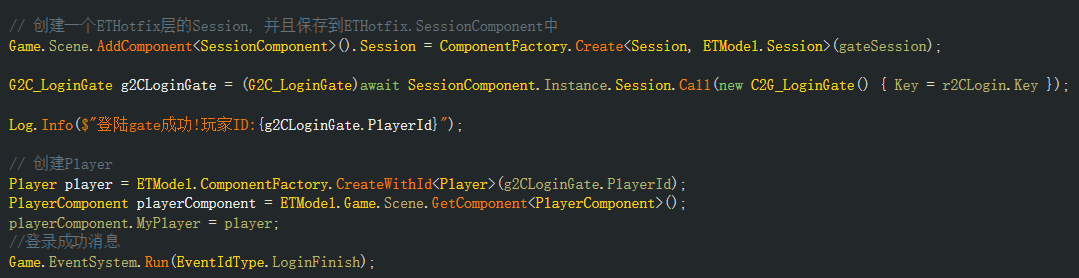 // 创建一个ETHotfix层的Session, 并且保存到ETHotfix.SessionComponent中
Game.Scene.AddComponent<SessionComponent>().Session = ComponentFactory.Create<Session, ETModel.Session>(gateSession);
G2C_LoginGate g2CLoginGate = (G2C_LoginGate)await SessionComponent.Instance.Session.Call(new C2G_LoginGate() { Key = r2CLogin.Key });
Log.Info($"登陆gate成功!玩家ID:{g2CLoginGate.PlayerId}");
// 创建Player
Player player = ETModel.ComponentFactory.CreateWithId<Player>(g2CLoginGate.PlayerId);
PlayerComponent playerComponent = ETModel.Game.Scene.GetComponent<PlayerComponent>();
playerComponent.MyPlayer = player;
//登录成功消息
Game.EventSystem.Run(EventIdType.LoginFinish);